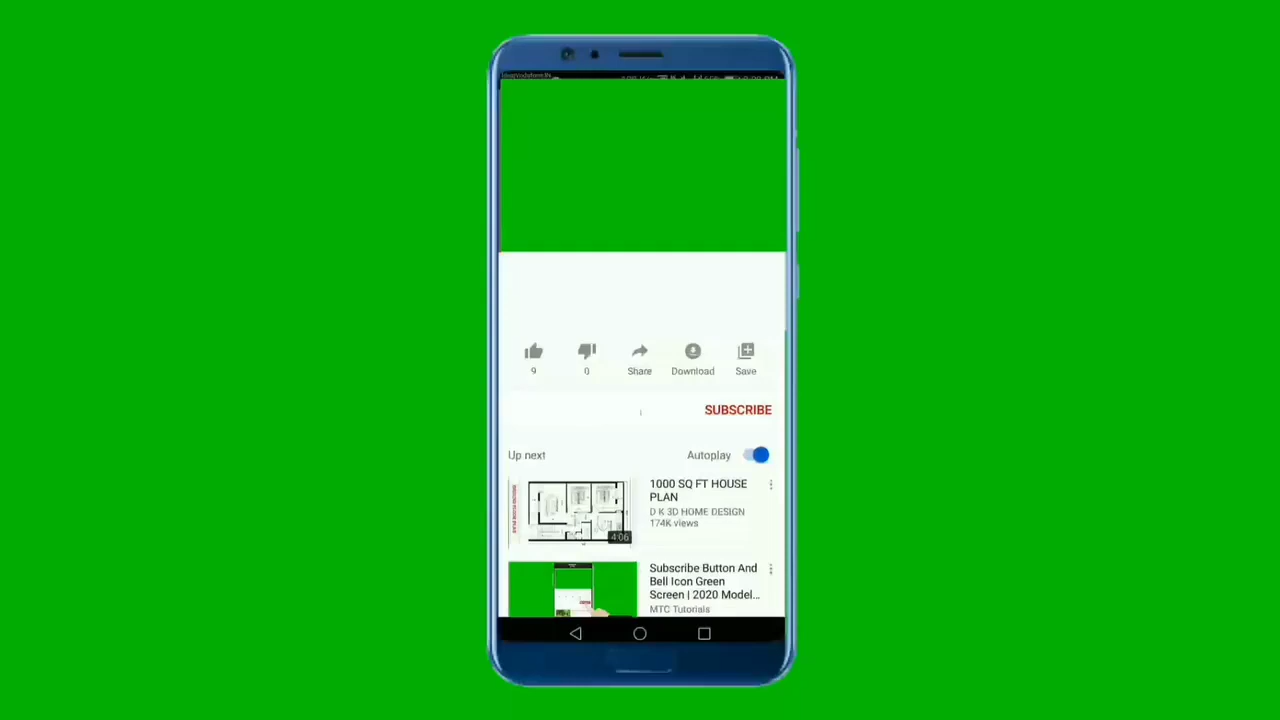 9
0
Share
Download
Save
SUBSCRIBE
Up next
Autoplay
1000 SQ FT HOUSE
PLAN
D K 3D HOME DESIGN
174K views
4:06
Subscribe Button And
Bell Icon Green
Screen | 2020 Model...
MTC Tutorials